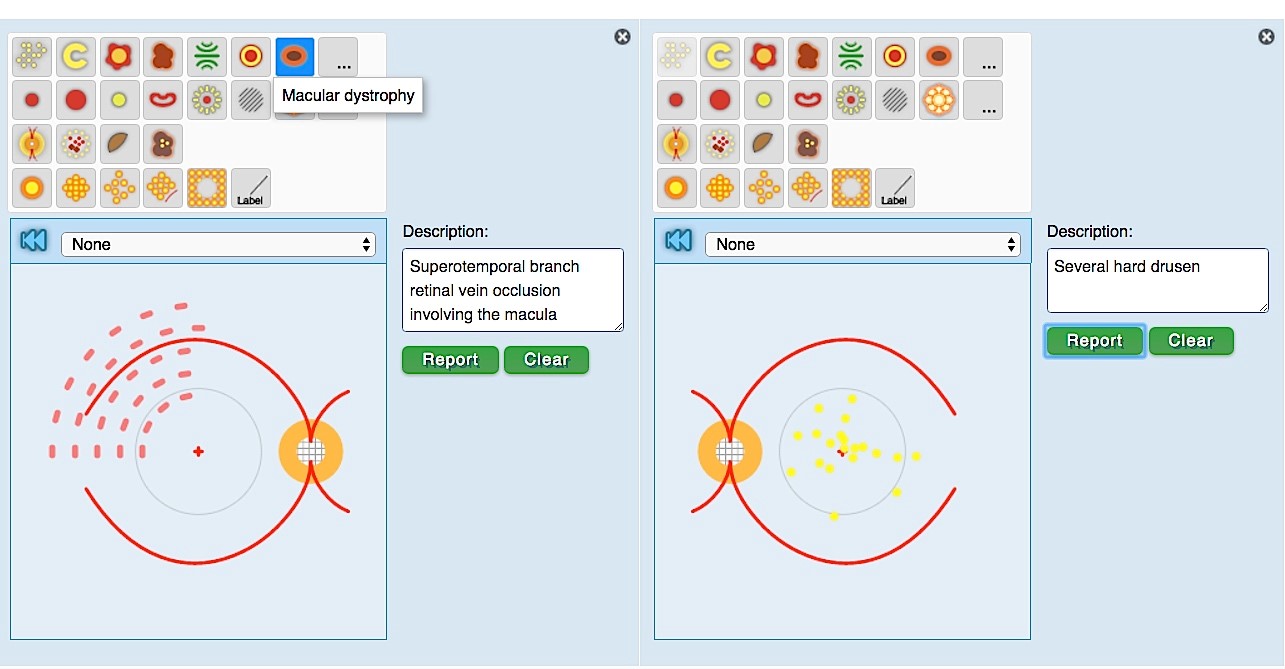 ...
Macular dystrophy
Label
None
Description:
Superotemporal branch
retinal vein occlusion
involving the macula
Report Clear
...
...
Label
None
Description:
Several hard drusen
Report Clear